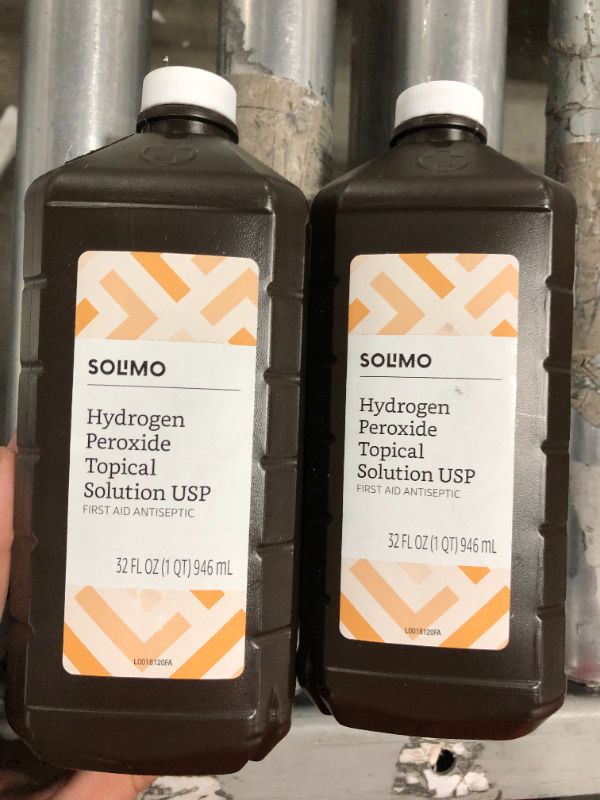 SOLIMO
Hydrogen
Peroxide
Topical
Solution USP
FIRST AID ANTISEPTIC
32 FL OZ (1 QT) 946 mL
L0018120FA
SOLIMO
Hydrogen
Peroxide
Topical
Solution USP
FIRST AID ANTISEPTIC
32 FL OZ (1 QT) 946 mL
L0018120FA